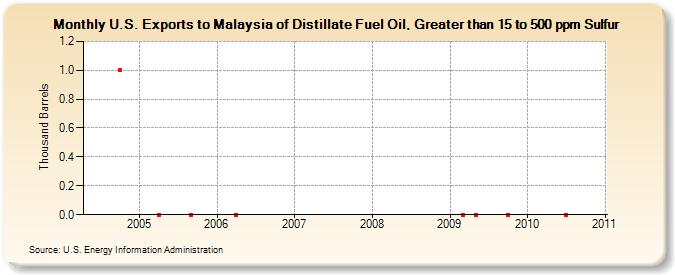 Monthly U.S. Exports to Malaysia of Distillate Fuel Oil, Greater than 15 to 500 ppm Sulfur
Thousand Barrels
1.2
1.0
0.8
0.6
0.4
0.2
0.0
2005 2006 2007 2008 2009 2010 2011
Source: U.S. Energy Information Administration